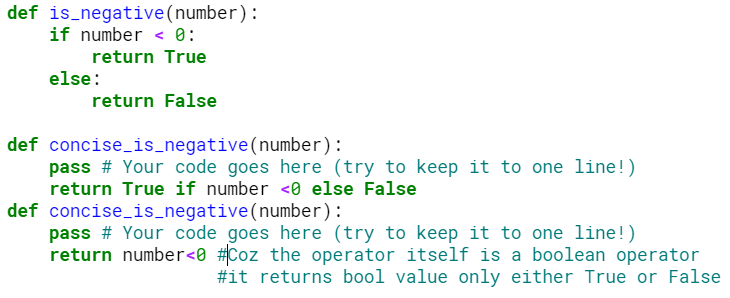 def is_negative(number):
    if number < 0:
        return True
    else:
        return False

def concise_is_negative(number):
    pass # Your code goes here (try to keep it to one line!)
    return True if number <0 else False
def concise_is_negative(number):
    pass # Your code goes here (try to keep it to one line!)
    return number<0 #Coz the operator itself is a boolean operator
                    #it returns bool value only either True or False